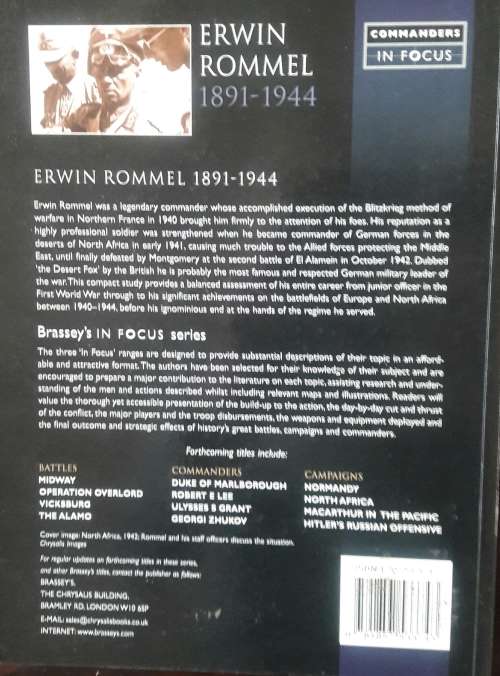 ERWIN
ROMMEL
1891-1944
COMMANDERS
IN FOCUS
ERWIN ROMMEL 1891-1944
Erwin Rommel was a legendary commander whose accomplished execution of the Blitzkrieg method of
warfare in Northern France in 1940 brought him firmly to the attention of his foes. His reputation as a
highly professional soldier was strengthened when he became commander of German forces in the
deserts of North Africa in early 1941, causing much trouble to the Allied forces protecting the Middle
East, until finally defeated by Montgomery at the second battle of El Alamein in October 1942. Dubbed
'the Desert Fox' by the British he is probably the most famous and respected German military leader of
the war. This compact study provides a balanced assessment of his entire career from junior officer in the
First World War through to his significant achievements on the battlefields of Europe and North Africa
between 1940-1944, before his ignominious end at the hands of the regime he served.
Brassey's IN FOCUS series
The three 'In Focus' ranges are designed to provide substantial descriptions of their topic in an afford-
able and attractive format. The authors have been selected for their knowledge of their subject and are
encouraged to prepare a major contribution to the literature on each topic, assisting research and under-
standing of the men and actions described whilst including relevant maps and illustrations. Readers will
value the thorough yet accessible presentation of the build-up to the action, the day-by-day cut and thrust
of the conflict, the major players and the troop disbursements, the weapons and equipment deployed and
the final outcome and strategic effects of history's great battles, campaigns and commanders.
Forthcoming titles include:
BATTLES
MIDWAY
OPERATION OVERLORD
VICKSBURG
THE ALAMO
COMMANDERS
DUKE OF MARLBOROUGH
ROBERT E LEE
ULYSSES S GRANT
GEORGI ZHUKOV
CAMPAIGNS
NORMANDY
NORTH AFRICA
MACARTHUR IN THE PACIFIC
HITLER'S RUSSIAN OFFENSIVE
Cover image: North Africa, 1942; Rommel and his staff officers discuss the situation.
Chrysalis Images
For regular updates on forthcoming titles in these series,
and other Brassey's titles, contact the publisher as follows:
BRASSEY'S,
THE CHRYSALIS BUILDING,
BRAMLEY RD, LONDON W10 6SP
E-MAIL: sales@chrysalisbooks.co.uk
INTERNET: www.brasseys.com